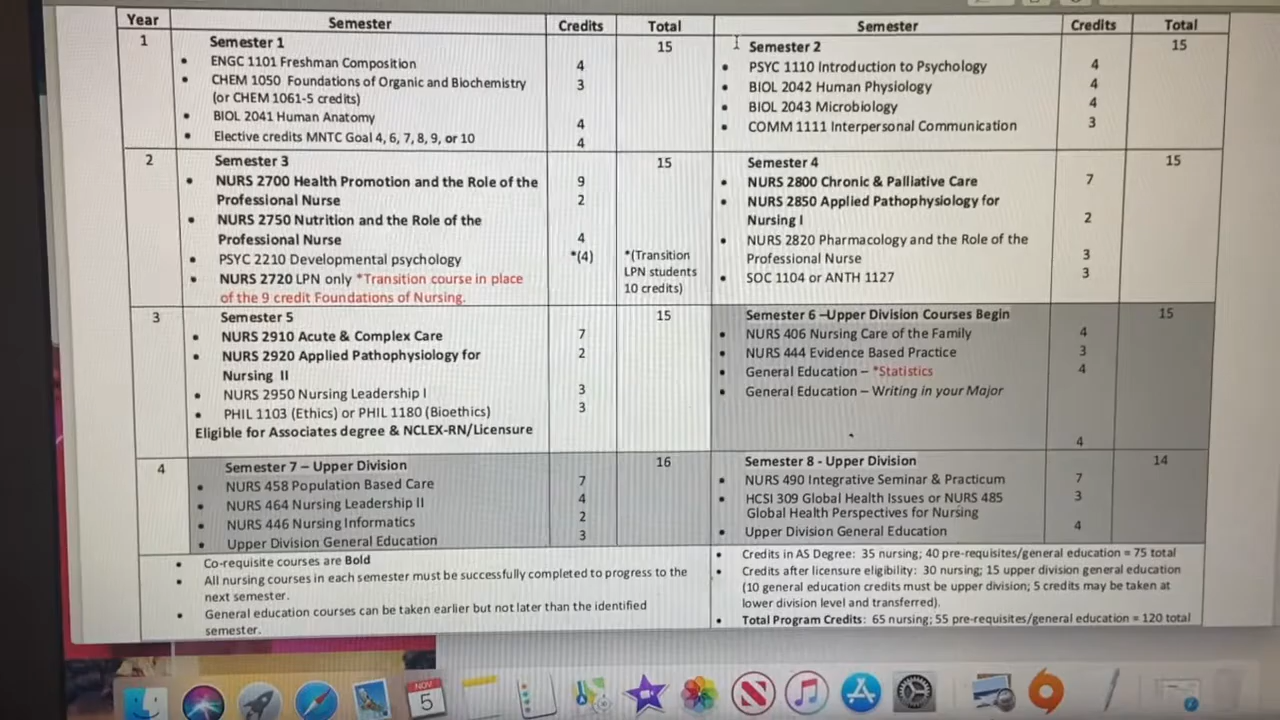 Year Semester Credits Total Semester Credits Total
1 Semester 1 15
ENGC 1101 Freshman Composition 4
CHEM 1050 Foundations of Organic and Biochemistry 3
(or CHEM 1061-5 credits)
BIOL 2041 Human Anatomy 4
Elective credits MNTC Goal 4, 6, 7, 8, 9, or 10 4
Semester 2 15
PSYC 1110 Introduction to Psychology 4
BIOL 2042 Human Physiology 4
BIOL 2043 Microbiology 4
COMM 1111 Interpersonal Communication 3
2 Semester 3 15
NURS 2700 Health Promotion and the Role of the 9
Professional Nurse 2
NURS 2750 Nutrition and the Role of the
Professional Nurse 4
PSYC 2210 Developmental psychology *(4) *(Transition
NURS 2720 LPN only *Transition course in place LPN students
of the 9 credit Foundations of Nursing. 10 credits)
Semester 4 15
NURS 2800 Chronic & Palliative Care 7
NURS 2850 Applied Pathophysiology for
Nursing I 2
NURS 2820 Pharmacology and the Role of the
Professional Nurse 3
SOC 1104 or ANTH 1127 3
3 Semester 5 15
NURS 2910 Acute & Complex Care 7
NURS 2920 Applied Pathophysiology for 2
Nursing II
NURS 2950 Nursing Leadership I 3
PHIL 1103 (Ethics) or PHIL 1180 (Bioethics) 3
Eligible for Associates degree & NCLEX-RN/Licensure
Semester 6 –Upper Division Courses Begin 15
NURS 406 Nursing Care of the Family 4
NURS 444 Evidence Based Practice 3
General Education – *Statistics 4
General Education – Writing in your Major
4
4 Semester 7 – Upper Division 16
NURS 458 Population Based Care 7
NURS 464 Nursing Leadership II 4
NURS 446 Nursing Informatics 2
Upper Division General Education 3
Semester 8 - Upper Division 14
NURS 490 Integrative Seminar & Practicum 7
HCSI 309 Global Health Issues or NURS 485 3
Global Health Perspectives for Nursing
Upper Division General Education 4
Co-requisite courses are Bold
All nursing courses in each semester must be successfully completed to progress to the
next semester.
General education courses can be taken earlier but not later than the identified
semester.
Credits in AS Degree: 35 nursing; 40 pre-requisites/general education = 75 total
Credits after licensure eligibility: 30 nursing; 15 upper division general education
(10 general education credits must be upper division; 5 credits may be taken at
lower division level and transferred).
Total Program Credits: 65 nursing; 55 pre-requisites/general education = 120 total
NOV
5